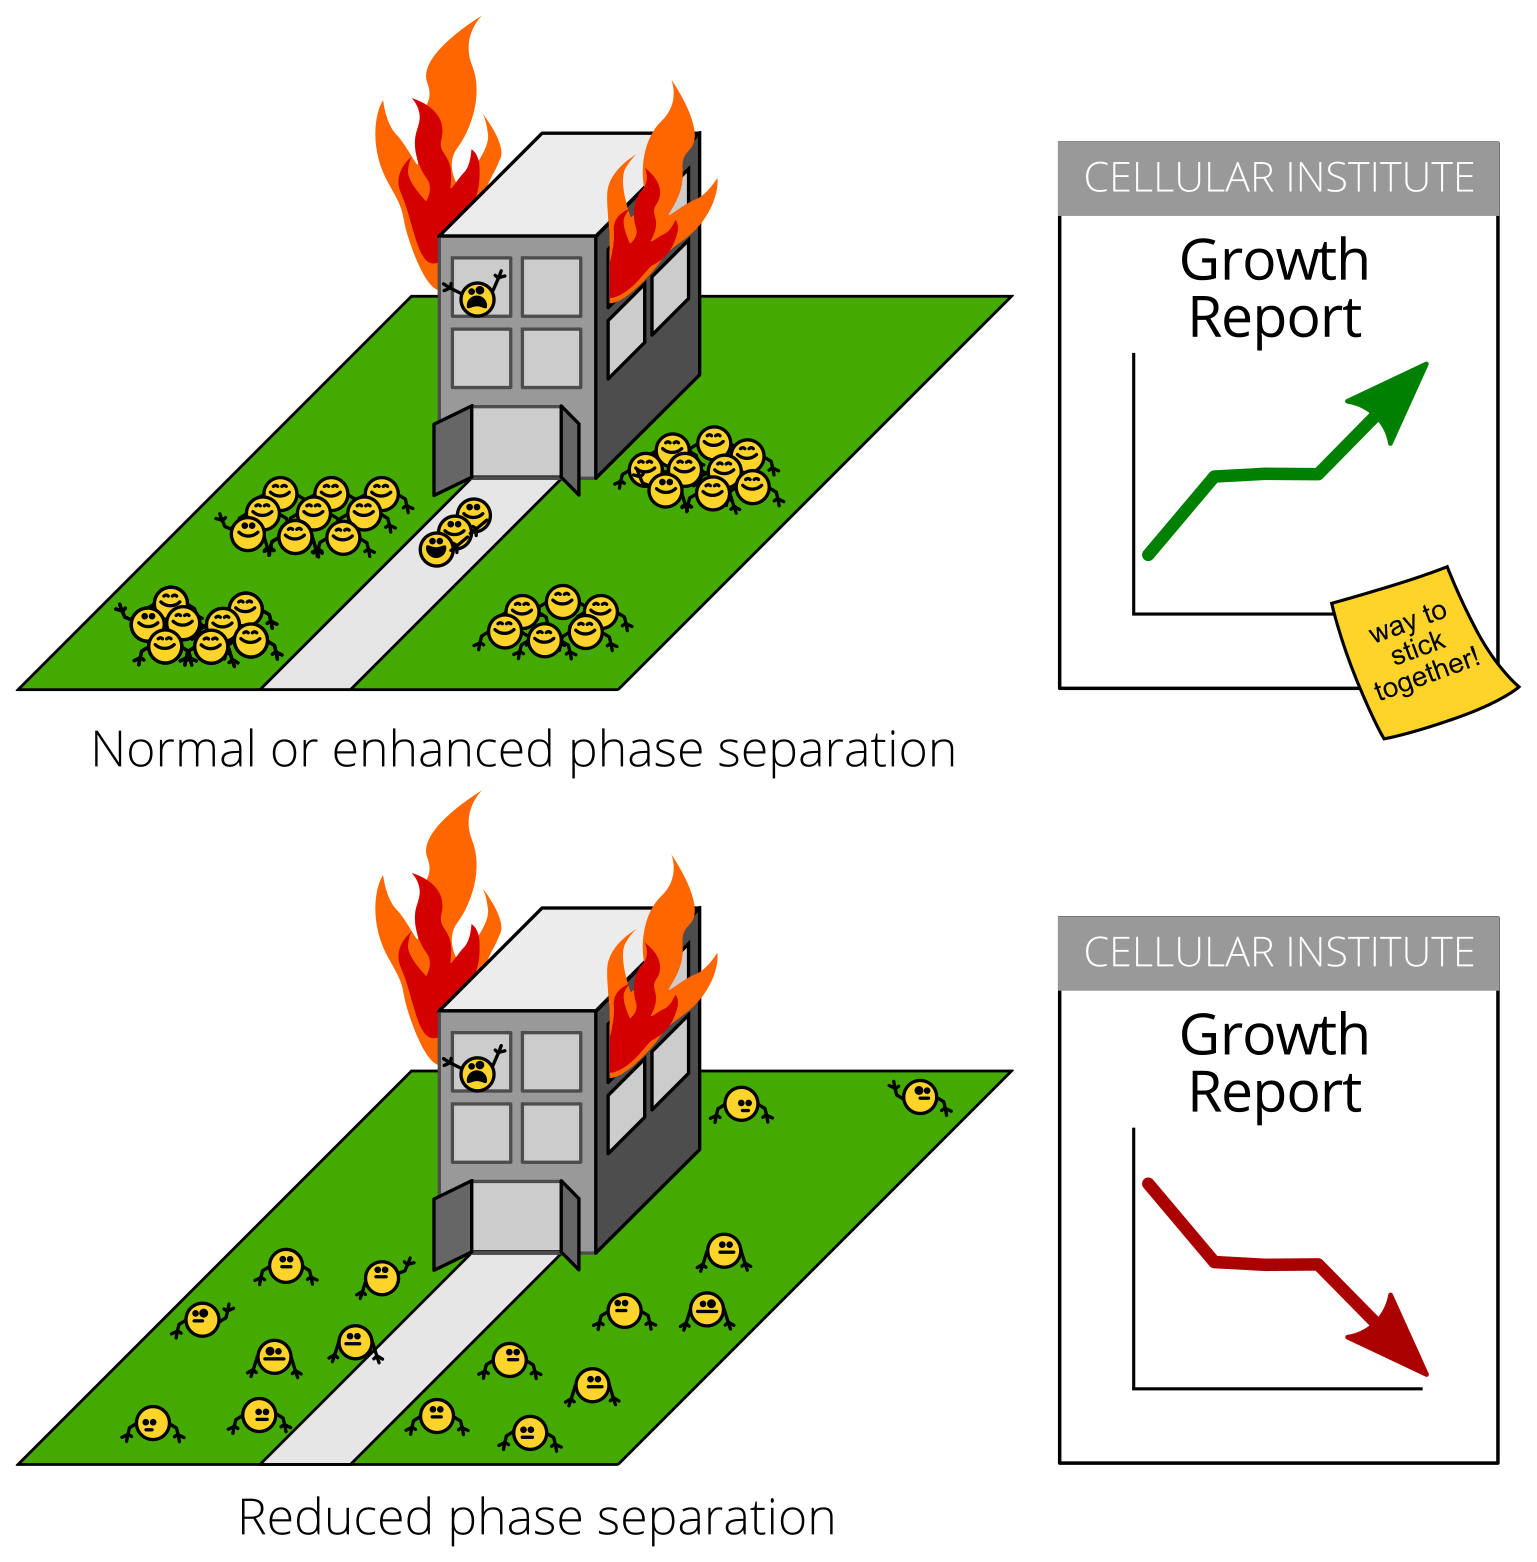 CELLULAR INSTITUTE
Growth
Report
way to
stick
together!
Normal or enhanced phase separation
CELLULAR INSTITUTE
Growth
Report
Reduced phase separation